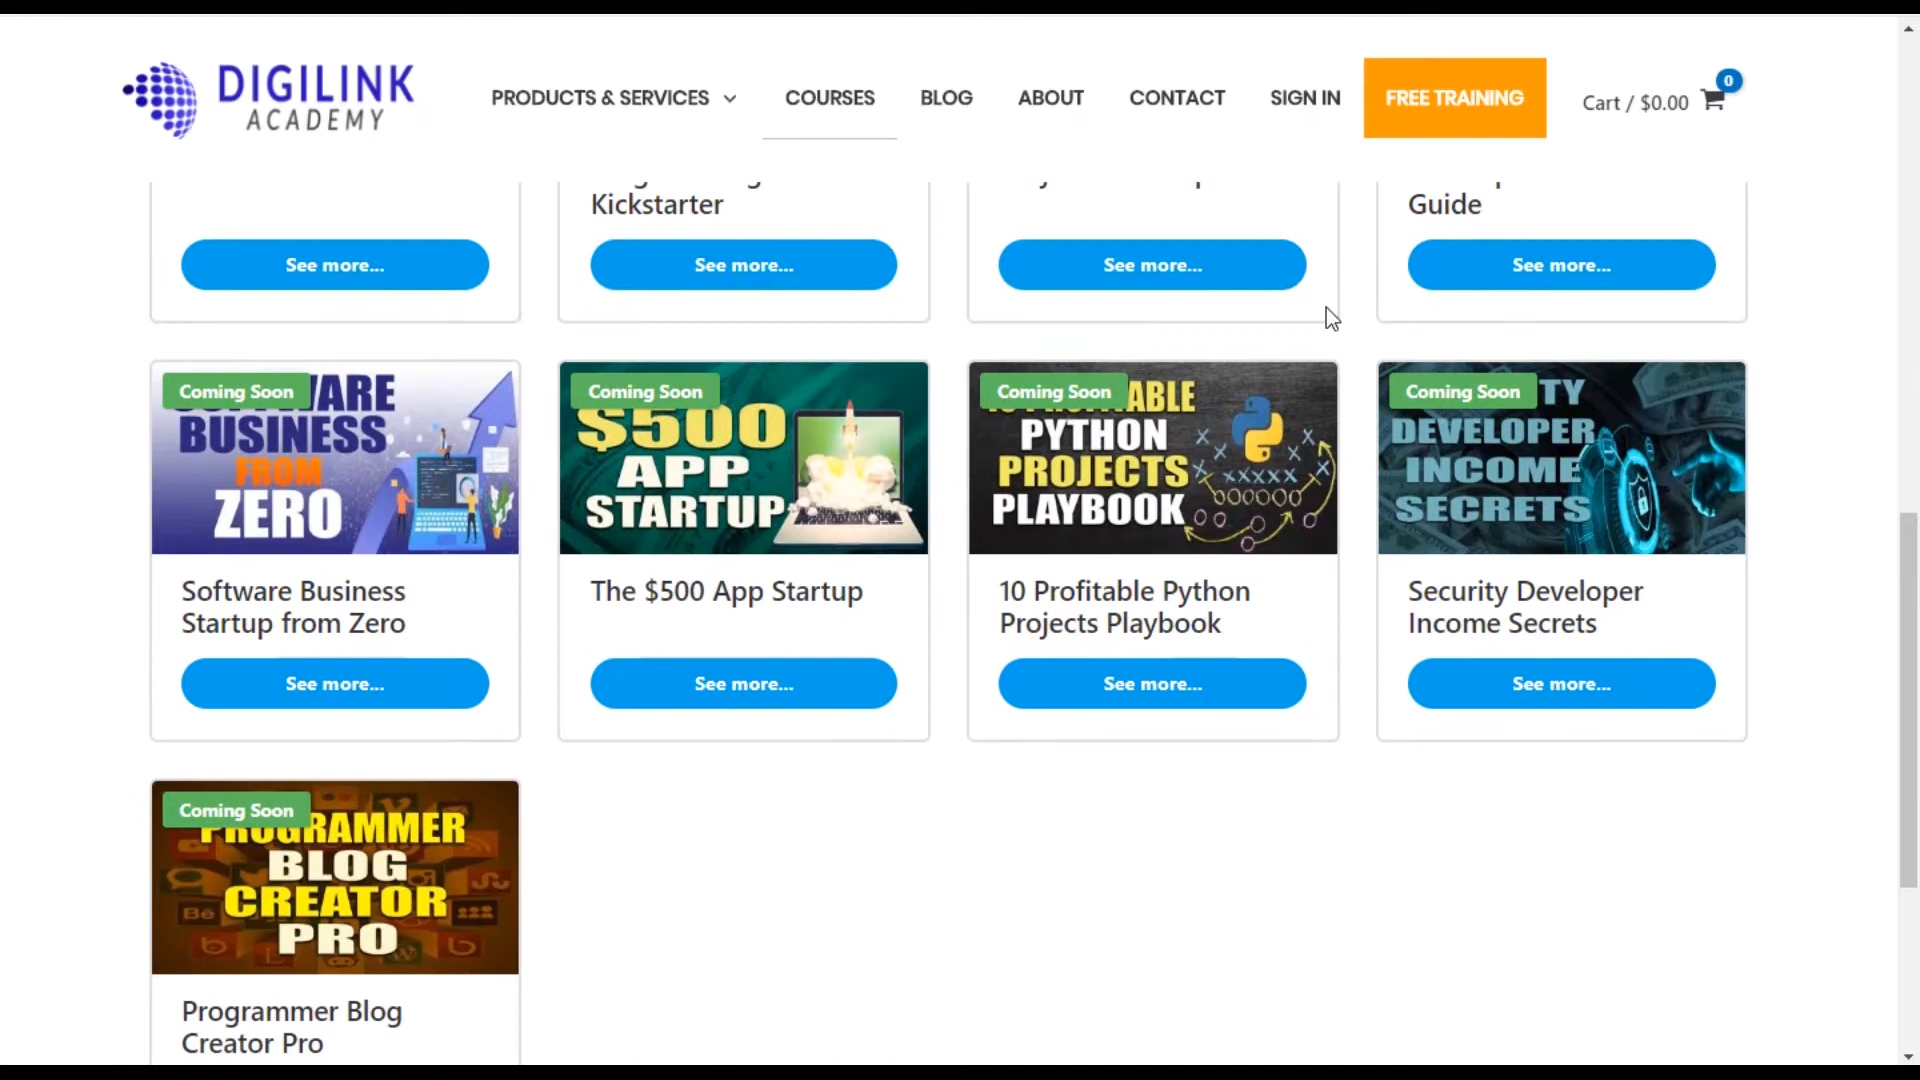 DIGILINK
ACADEMY
PRODUCTS & SERVICES
COURSES
BLOG
ABOUT
CONTACT
SIGN IN
FREE TRAINING
Cart / $0.00
0
Kickstarter
Guide
See more...
See more...
See more...
See more...
Coming Soon
BUSINESS
FROM
ZERO
Software Business
Startup from Zero
See more...
Coming Soon
$500
APP
STARTUP
The $500 App Startup
See more...
Coming Soon
PYTHON
PROJECTS
PLAYBOOK
10 Profitable Python
Projects Playbook
See more...
Coming Soon
DEVELOPER
INCOME
SECRETS
Security Developer
Income Secrets
See more...
Coming Soon
PROGRAMMER
BLOG
CREATOR
PRO
Programmer Blog
Creator Pro